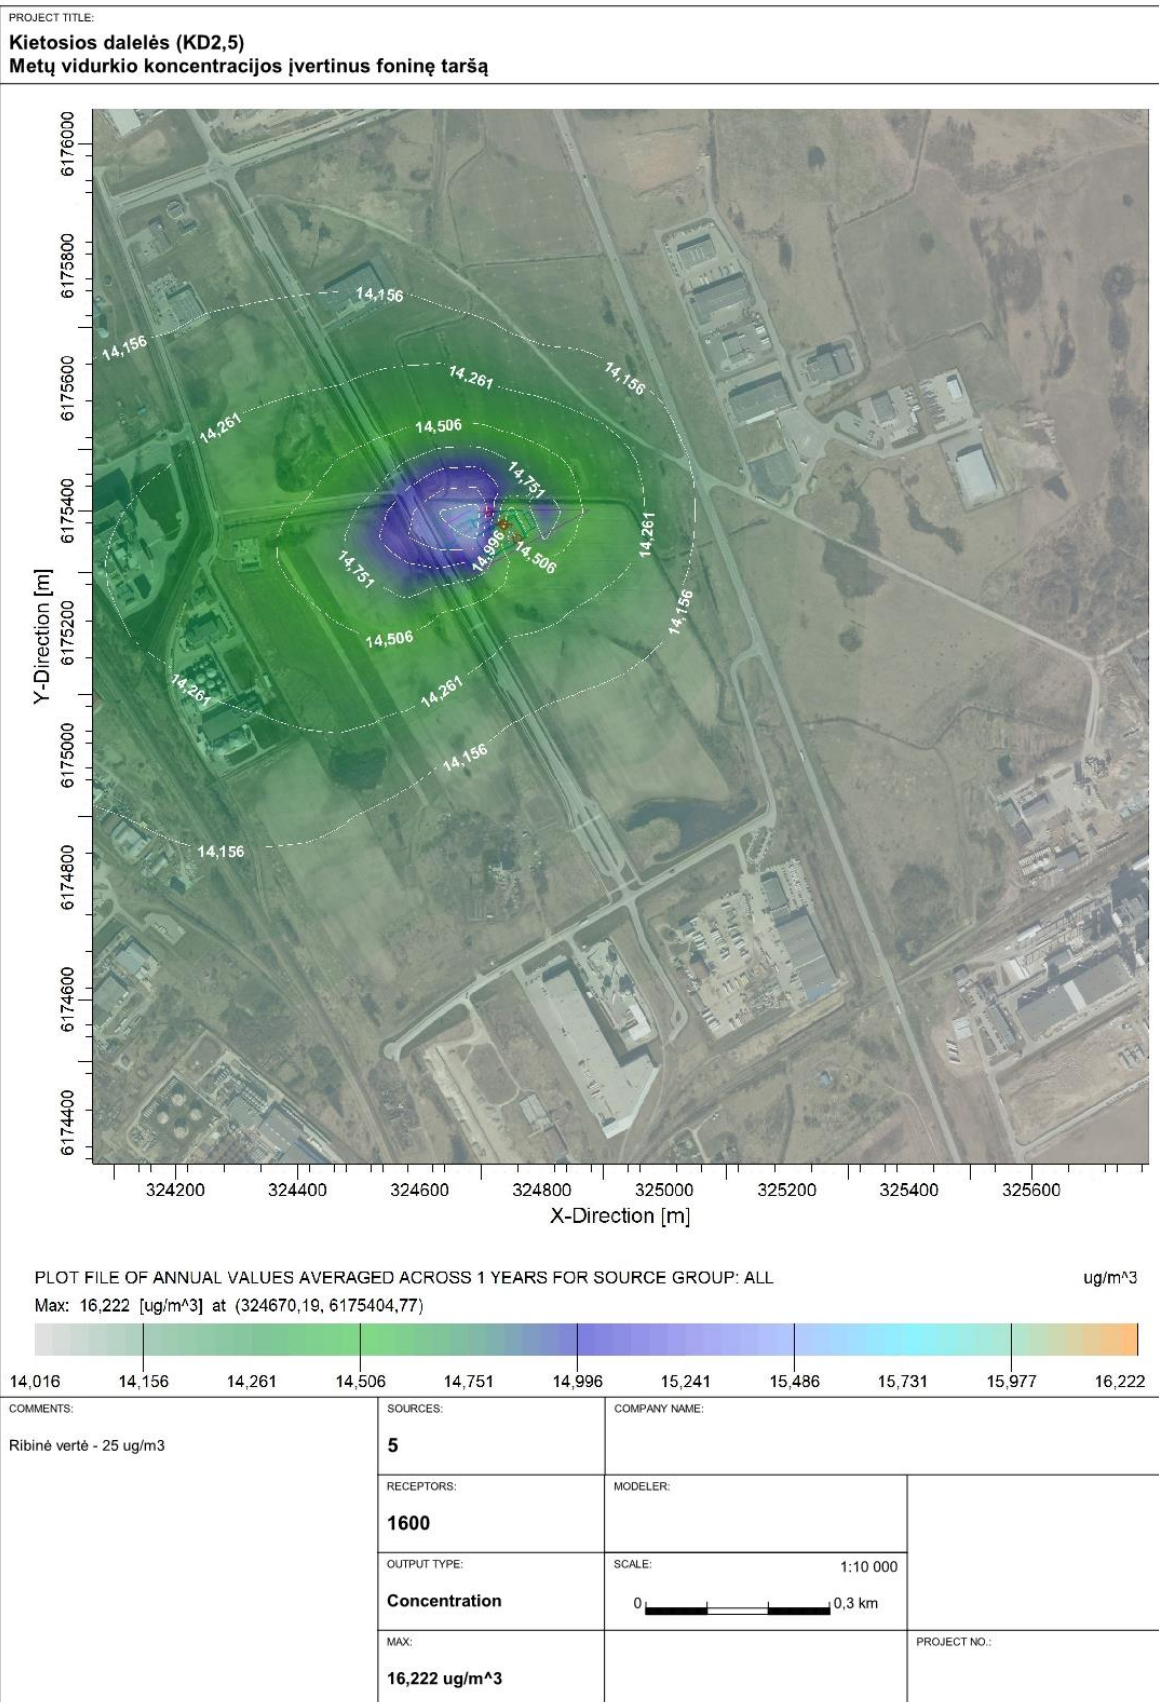 PROJECT TITLE:
Kietosios dalelės (KD2,5)
Metų vidurkio koncentracijos įvertinus foninę taršą
6176000
6175800
6175600
6175400
6175200
6175000
6174800
6174600
6174400
Y-Direction [m]
14,156
14,156
14,156
14,261
14,261
14,506
14,751
14,261
14,996
14,506
14,751
14,156
14,506
14,261
14,261
14,156
14,156
324200 324400 324600 324800 325000 325200 325400 325600
X-Direction [m]
PLOT FILE OF ANNUAL VALUES AVERAGED ACROSS 1 YEARS FOR SOURCE GROUP: ALL ug/m^3
Max: 16,222 [ug/m^3] at (324670,19, 6175404,77)
14,016 14,156 14,261 14,506 14,751 14,996 15,241 15,486 15,731 15,977 16,222
COMMENTS:
Ribinė vertė - 25 ug/m3
SOURCES:
5
COMPANY NAME:
RECEPTORS:
1600
MODELER:
OUTPUT TYPE:
Concentration
SCALE: 1:10 000
0 0,3 km
MAX:
16,222 ug/m^3
PROJECT NO.: